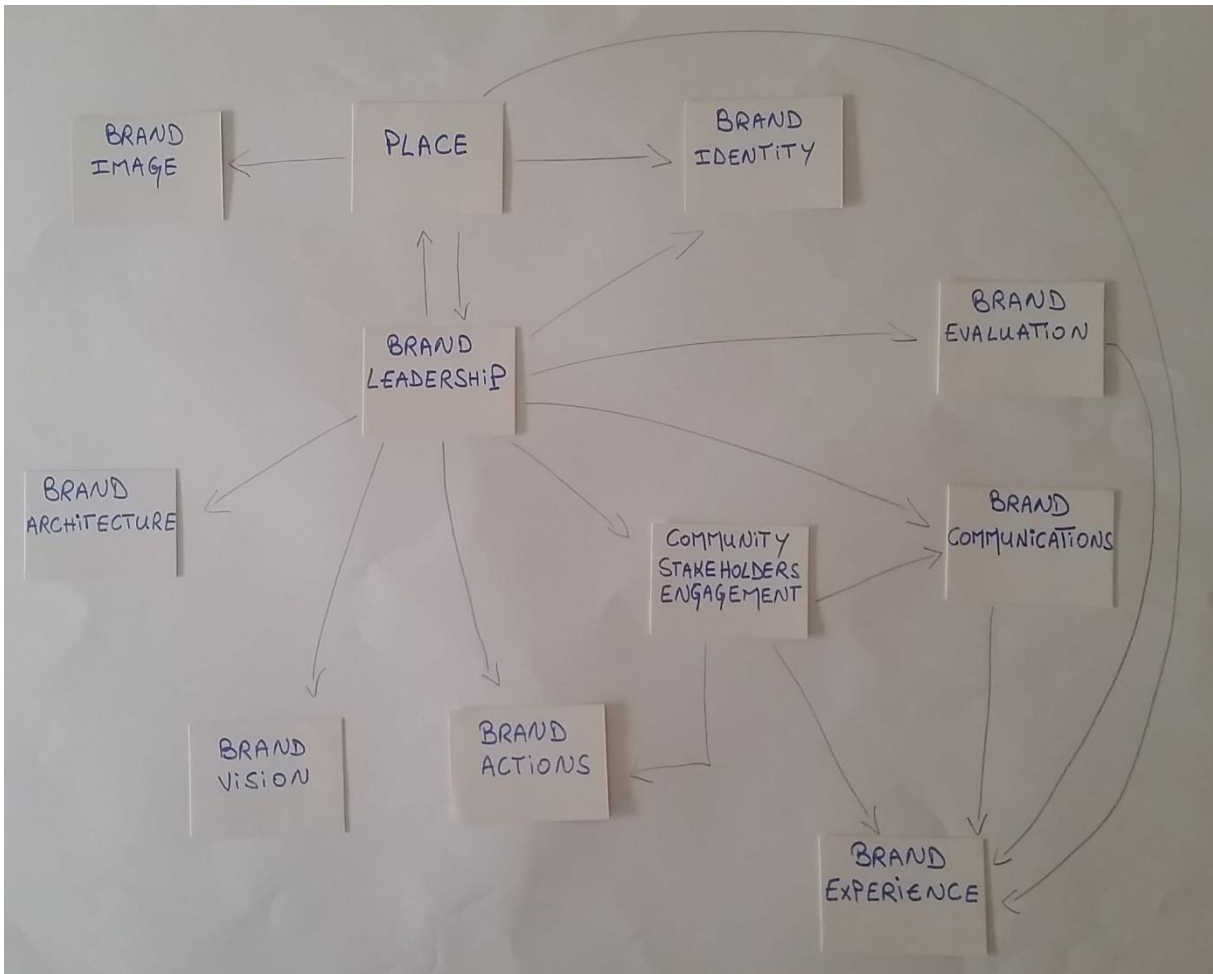 BRAND
IMAGE
PLACE
BRAND
IDENTITY
BRAND
LEADERSHiP
BRAND
EVALUATION
BRAND
ARCHiTECTURE
COMMUNiTY
STAKEHOLDERS
ENGAGEMENT
BRAND
COMMUNiCATiONS
BRAND
ViSiON
BRAND
ACTiONS
BRAND
EXPERiENCE